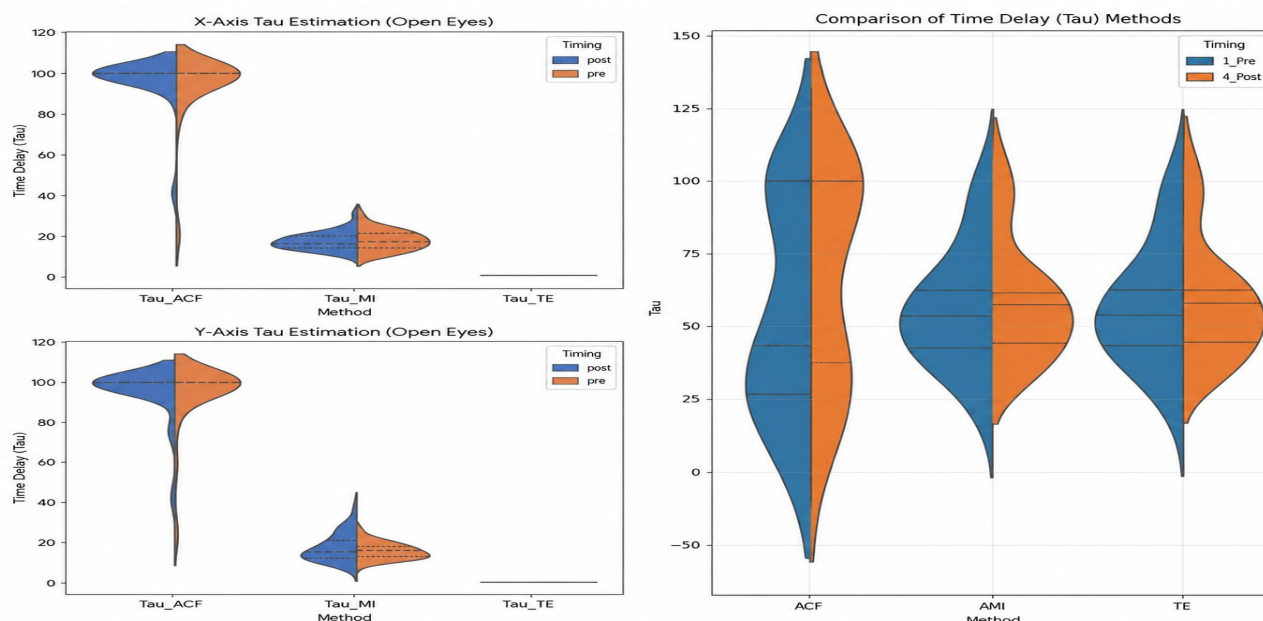 X-Axis Tau Estimation (Open Eyes)
120
100
80
60
40
20
0
Time Delay (Tau)
Timing
post
pre
Tau_ACF
Tau_MI
Tau_TE
Method
Y-Axis Tau Estimation (Open Eyes)
120
100
80
60
40
20
0
Time Delay (Tau)
Timing
post
pre
Tau_ACF
Tau_MI
Tau_TE
Method
Comparison of Time Delay (Tau) Methods
150
125
100
75
50
25
0
−50
Tau
Timing
1_Pre
4_Post
ACF
AMI
TE
Method